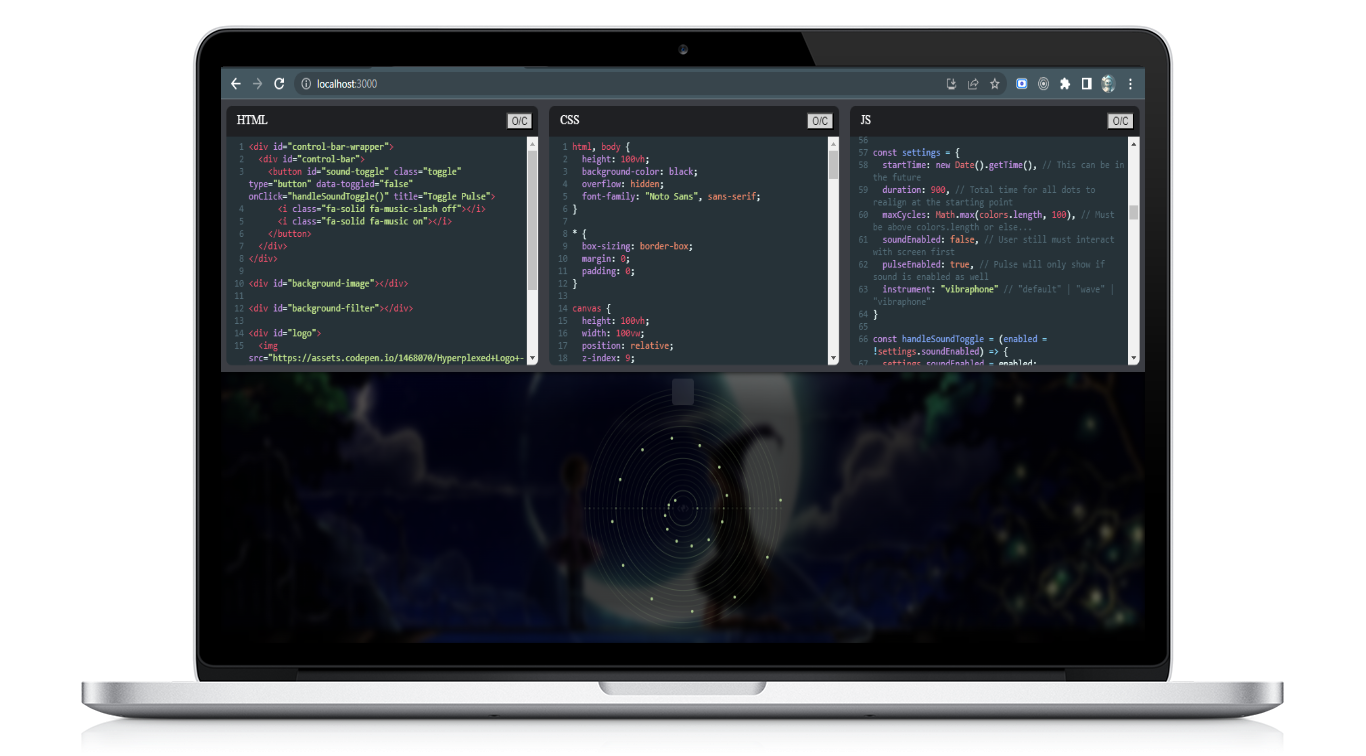 localhost:3000
HTML
O/C
1 <div id="control-bar-wrapper">
2 <div id="control-bar">
3 <button id="sound-toggle" class="toggle"
type="button" data-toggled="false"
onClick="handleSoundToggle()" title="Toggle Pulse">
4 <i class="fa-solid fa-music-slash off"></i>
5 <i class="fa-solid fa-music on"></i>
6 </button>
7 </div>
8 </div>
9
10 <div id="background-image"></div>
11
12 <div id="background-filter"></div>
13
14 <div id="logo">
15 <img
src="https://assets.codepen.io/1468070/Hyperplexed+Logo+-
CSS
O/C
1 html, body {
2 height: 100vh;
3 background-color: black;
4 overflow: hidden;
5 font-family: "Noto Sans", sans-serif;
6 }
7
8 * {
9 box-sizing: border-box;
10 margin: 0;
11 padding: 0;
12 }
13
14 canvas {
15 height: 100vh;
16 width: 100vw;
17 position: relative;
18 z-index: 9;
JS
O/C
56
57 const settings = {
58 startTime: new Date().getTime(), // This can be in
the future
59 duration: 900, // Total time for all dots to
realign at the starting point
60 maxCycles: Math.max(colors.length, 100), // Must
be above colors.length or else...
61 soundEnabled: false, // User still must interact
with screen first
62 pulseEnabled: true, // Pulse will only show if
sound is enabled as well
63 instrument: "vibraphone" // "default" | "wave" |
"vibraphone"
64 }
65
66 const handleSoundToggle = (enabled =
!settings.soundEnabled) => {
67 settings.soundEnabled = enabled;